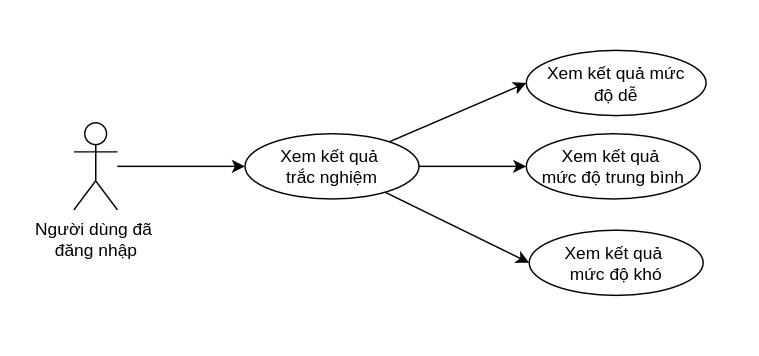 Người dùng đã
đăng nhập
Xem kết quả
trắc nghiệm
Xem kết quả mức
độ dễ
Xem kết quả
mức độ trung bình
Xem kết quả
mức độ khó